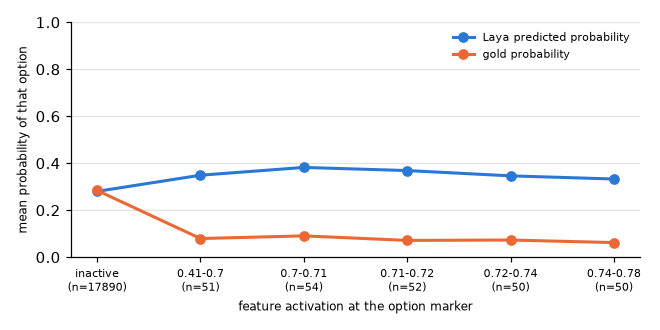 1.0
0.8
0.6
0.4
0.2
0.0
mean probability of that option
Laya predicted probability
gold probability
inactive
(n=17890)
0.41-0.7
(n=51)
0.7-0.71
(n=54)
0.71-0.72
(n=52)
0.72-0.74
(n=50)
0.74-0.78
(n=50)
feature activation at the option marker